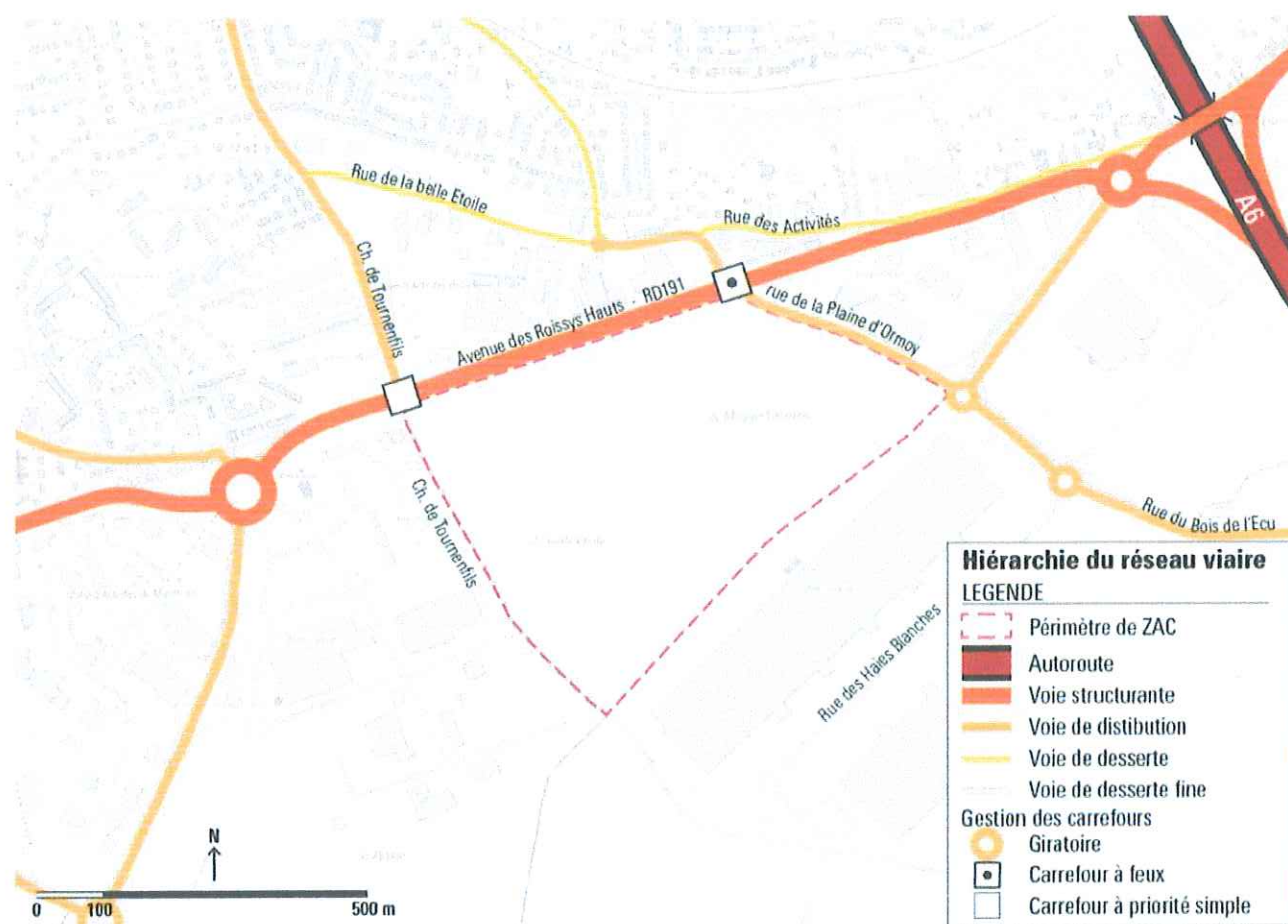 Rue de la belle Etoile
Rue des Activités
A6
Ch. de Tournenfils
Avenue des Roissys Hauts - RD191
rue de la Plaine d'Ormoy
Ch. de Tournenfils
Rue du Bois de l'Ecu
Rue des Haies Blanches
Hiérarchie du réseau viaire
LEGENDE
Périmètre de ZAC
Autoroute
Voie structurante
Voie de distibution
Voie de desserte
Voie de desserte fine
Gestion des carrefours
Giratoire
Carrefour à feux
Carrefour à priorité simple
N
0 100 500 m